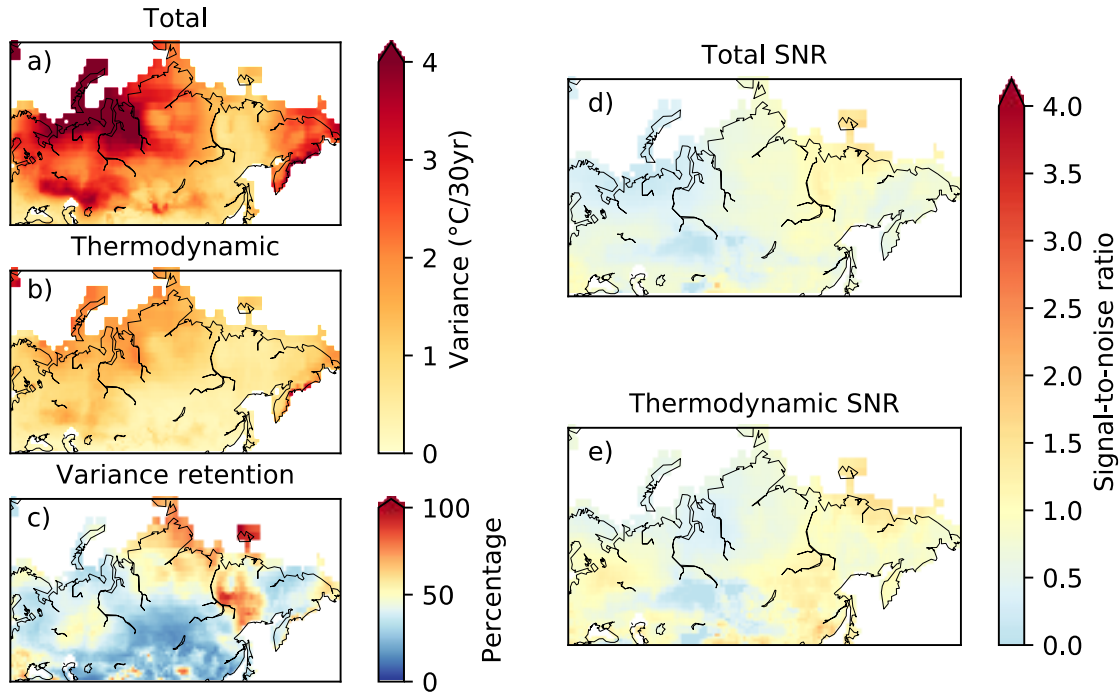 Total
a)
4
3
2
1
0
Variance (°C/30yr)
Thermodynamic
b)
Variance retention
c)
100
50
0
Percentage
Total SNR
d)
Thermodynamic SNR
e)
4.0
3.5
3.0
2.5
2.0
1.5
1.0
0.5
0.0
Signal-to-noise ratio